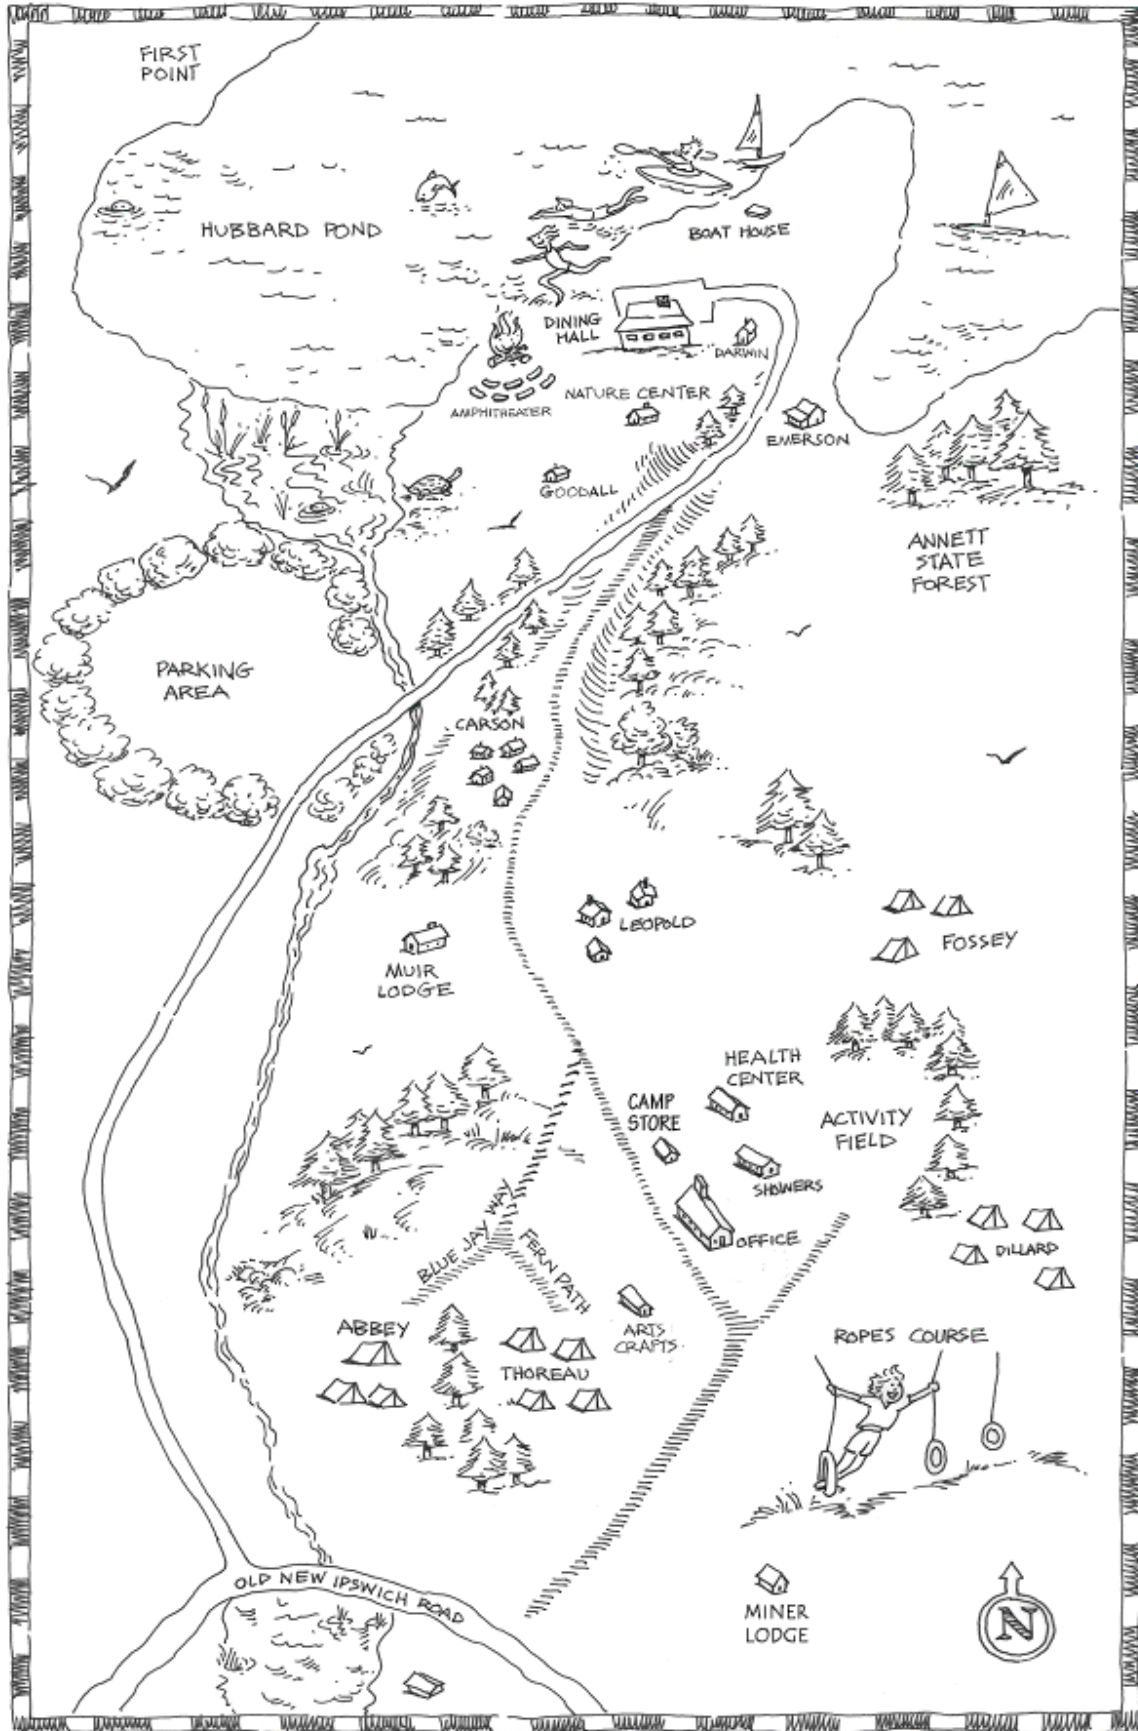 FIRST
POINT
HUBBARD POND
BOAT HOUSE
DINING
HALL
DARWIN
AMPHITHEATER
NATURE CENTER
EMERSON
GOODALL
ANNETT
STATE
FOREST
PARKING
AREA
CARSON
LEOPOLD
FOSSEY
MUIR
LODGE
HEALTH
CENTER
CAMP
STORE
ACTIVITY
FIELD
SHOWERS
OFFICE
BLUE JAY WAY
FERN PATH
DILLARD
ARTS
CRAFTS
ABBEY
THOREAU
ROPES COURSE
OLD NEW IPSWICH ROAD
MINER
LODGE
N